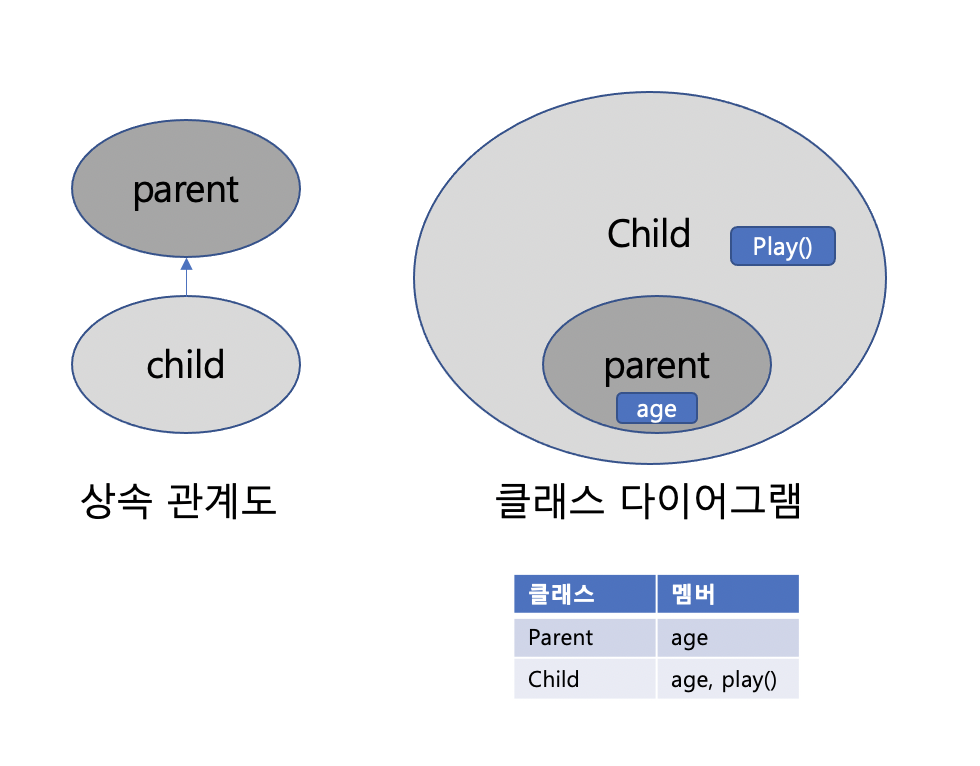 parent
child
상속 관계도
Child
Play()
parent
age
클래스 다이어그램
클래스 멤버
Parent age
Child age, play()